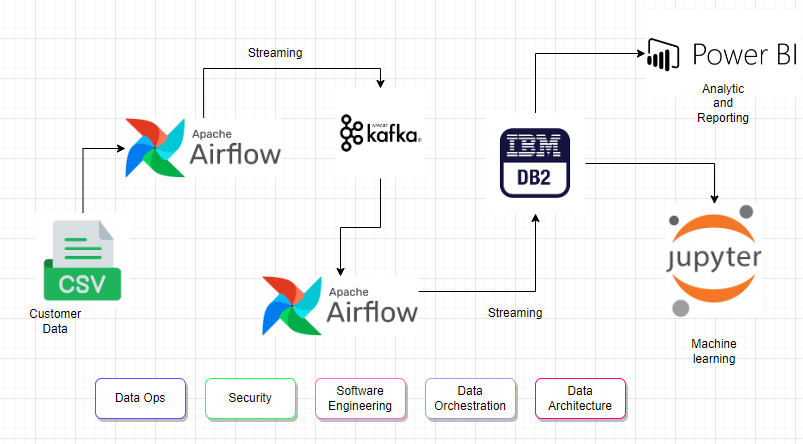 Streaming
Power BI
Analytic
and
Reporting
Apache
Airflow
APACHE
kafka®
IBM
DB2
CSV
Customer
Data
Apache
Airflow
Streaming
jupyter
Machine
learning
Data Ops
Security
Software
Engineering
Data
Orchestration
Data
Architecture